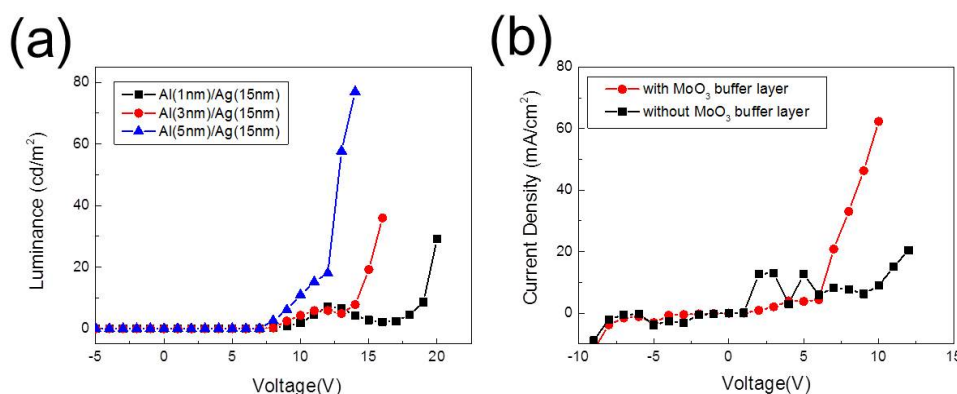 (a)
80
60
40
20
0
Luminance (cd/m²)
Al(1nm)/Ag(15nm)
Al(3nm)/Ag(15nm)
Al(5nm)/Ag(15nm)
-5
0
5
10
15
20
Voltage(V)
(b)
80
60
40
20
0
Current Density (mA/cm²)
with MoO₃ buffer layer
without MoO₃ buffer layer
-10
-5
0
5
10
15
Voltage(V)